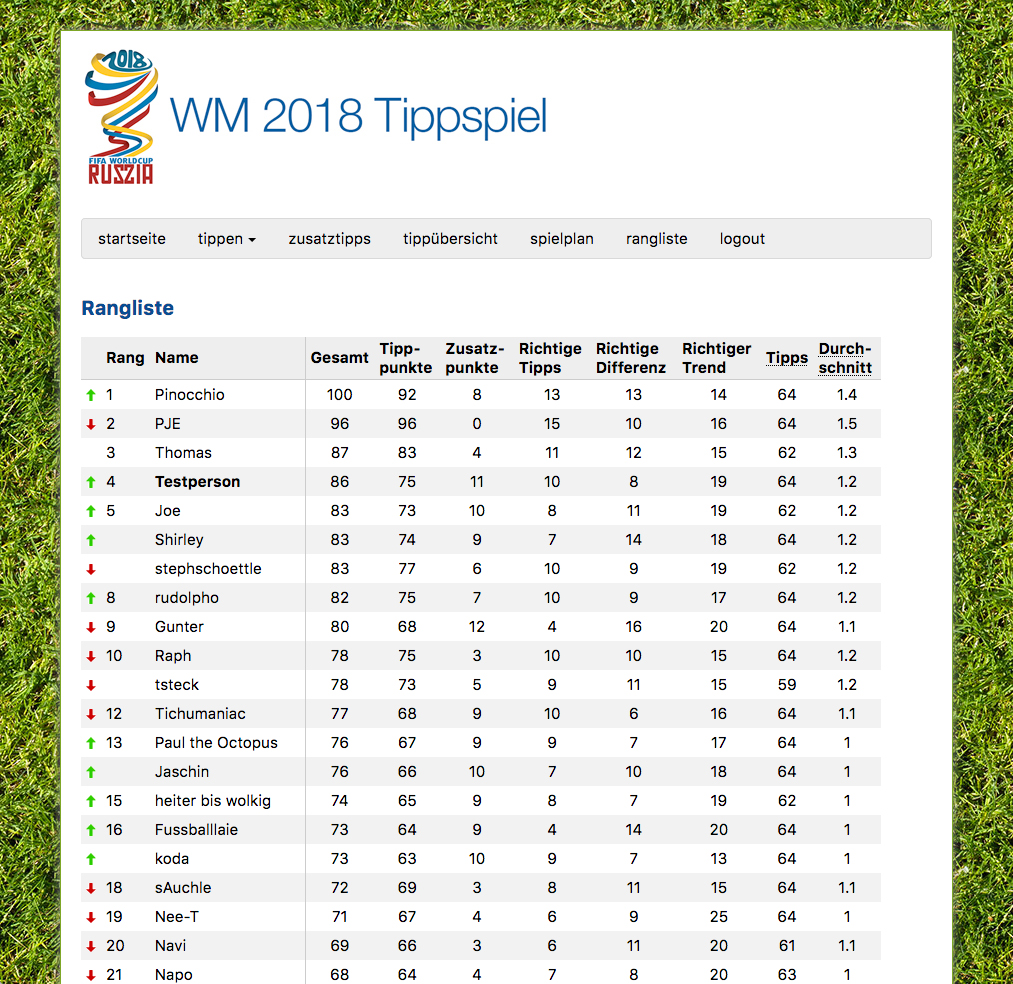 2018
FIFA WORLDCUP
RUSZIA
WM 2018 Tippspiel
startseite tippen zusatztipps tippübersicht spielplan rangliste logout
Rangliste
Rang Name Gesamt Tipp- Zusatz- Richtige Richtige Richtiger Tipps Durch-
punkte punkte Tipps Differenz Trend schnitt
1 Pinocchio 100 92 8 13 13 14 64 1.4
2 PJE 96 96 0 15 10 16 64 1.5
3 Thomas 87 83 4 11 12 15 62 1.3
4 Testperson 86 75 11 10 8 19 64 1.2
5 Joe 83 73 10 8 11 19 62 1.2
Shirley 83 74 9 7 14 18 64 1.2
stephschoettle 83 77 6 10 9 19 62 1.2
8 rudolpho 82 75 7 10 9 17 64 1.2
9 Gunter 80 68 12 4 16 20 64 1.1
10 Raph 78 75 3 10 10 15 64 1.2
tsteck 78 73 5 9 11 15 59 1.2
12 Tichumaniac 77 68 9 10 6 16 64 1.1
13 Paul the Octopus 76 67 9 9 7 17 64 1
Jaschin 76 66 10 7 10 18 64 1
15 heiter bis wolkig 74 65 9 8 7 19 62 1
16 Fussballlaie 73 64 9 4 14 20 64 1
koda 73 63 10 9 7 13 64 1
18 sAuchle 72 69 3 8 11 15 64 1.1
19 Nee-T 71 67 4 6 9 25 64 1
20 Navi 69 66 3 6 11 20 61 1.1
21 Napo 68 64 4 7 8 20 63 1